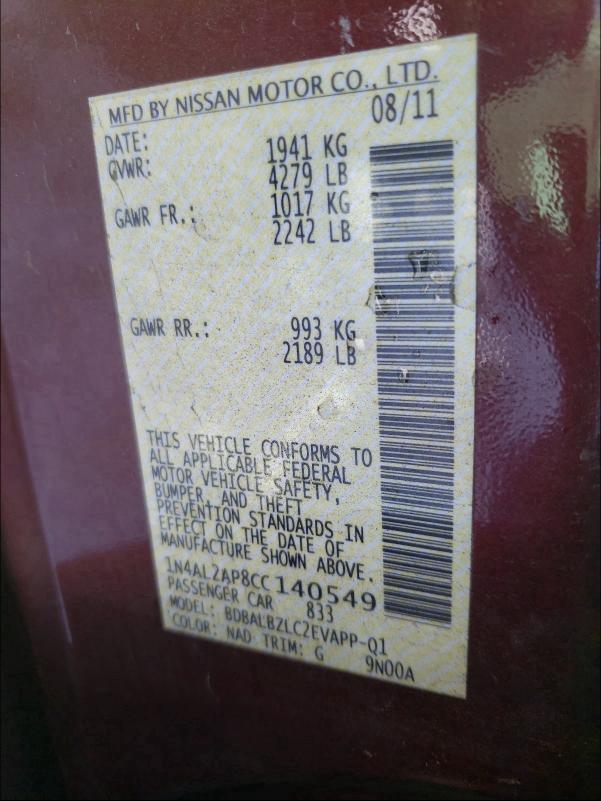 MFD BY NISSAN MOTOR CO., LTD.
DATE: 08/11
GVWR: 1941 KG
4279 LB
GAWR FR.: 1017 KG
2242 LB
GAWR RR.: 993 KG
2189 LB
THIS VEHICLE CONFORMS TO
ALL APPLICABLE FEDERAL
MOTOR VEHICLE SAFETY,
BUMPER, AND THEFT
PREVENTION STANDARDS IN
EFFECT ON THE DATE OF
MANUFACTURE SHOWN ABOVE.
1N4AL2AP8CC140549
PASSENGER CAR 833
MODEL: BDBALBZLC2EVAPP-Q1
COLOR: NAD TRIM: G 9N00A